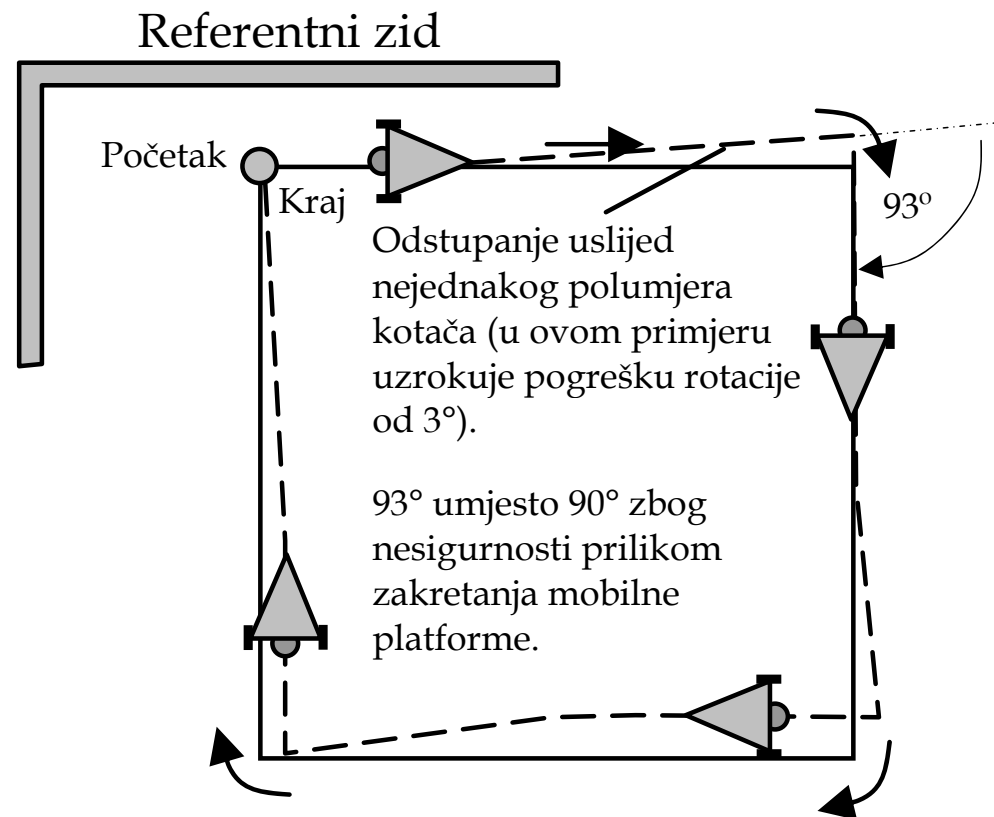 Referentni zid
Početak
Kraj
93º
Odstupanje uslijed
nejednakog polumjera
kotača (u ovom primjeru
uzrokuje pogrešku rotacije
od 3°).
93° umjesto 90° zbog
nesigurnosti prilikom
zakretanja mobilne
platforme.